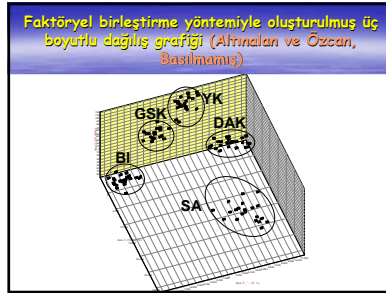 Faktöryel birleştirme yöntemiyle oluşturulmuş üç
boyutlu dağılış grafiği (Altınalan ve Özcan,
Basılmamış)
YK
GSK
DAK
BI
SA